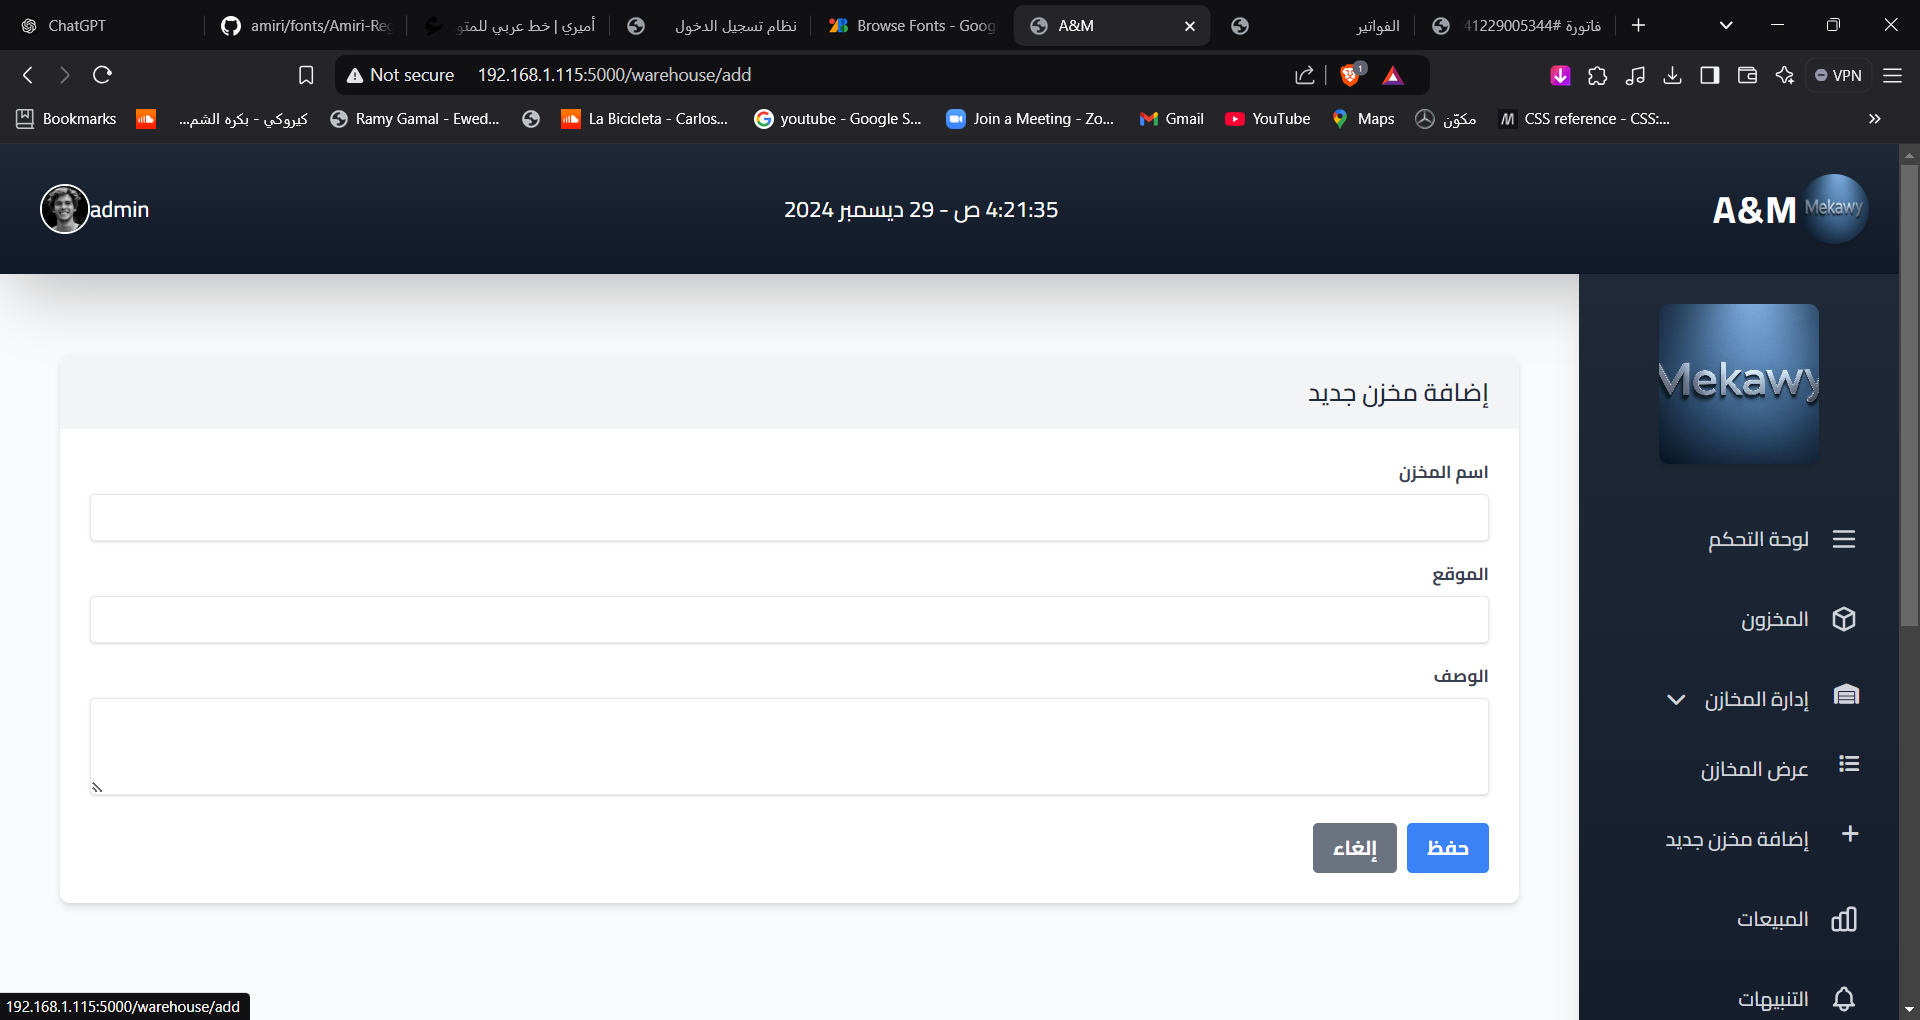 ChatGPT
amiri/fonts/Amiri-Reg
أميري | خط عربي للمتو
نظام تسجيل الدخول
Browse Fonts - Goog
A&M
الفواتير
فاتورة #41229005344
Not secure 192.168.1.115:5000/warehouse/add
1
VPN
Bookmarks
كيروكي - بكره الشم...
Ramy Gamal - Ewed...
La Bicicleta - Carlos...
youtube - Google S...
Join a Meeting - Zo...
Gmail
YouTube
Maps
مكوّن
CSS reference - CSS:...
admin
4:21:35 ص - 29 ديسمبر 2024
A&M
Mekawy
Mekawy
إضافة مخزن جديد
اسم المخزن
الموقع
الوصف
حفظ
إلغاء
لوحة التحكم
المخزون
إدارة المخازن
عرض المخازن
إضافة مخزن جديد
المبيعات
التنبيهات
192.168.1.115:5000/warehouse/add